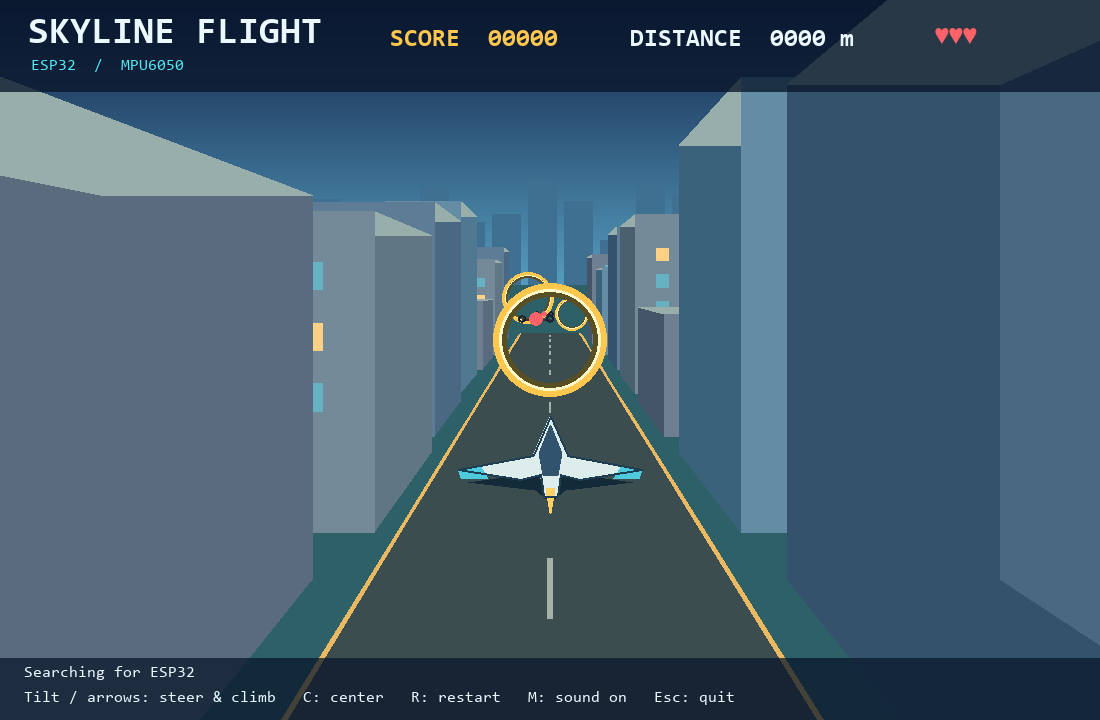 SKYLINE FLIGHT
SCORE 00000
DISTANCE 0000 m
♥♥♥
ESP32 / MPU6050
Searching for ESP32
Tilt / arrows: steer & climb C: center R: restart M: sound on Esc: quit